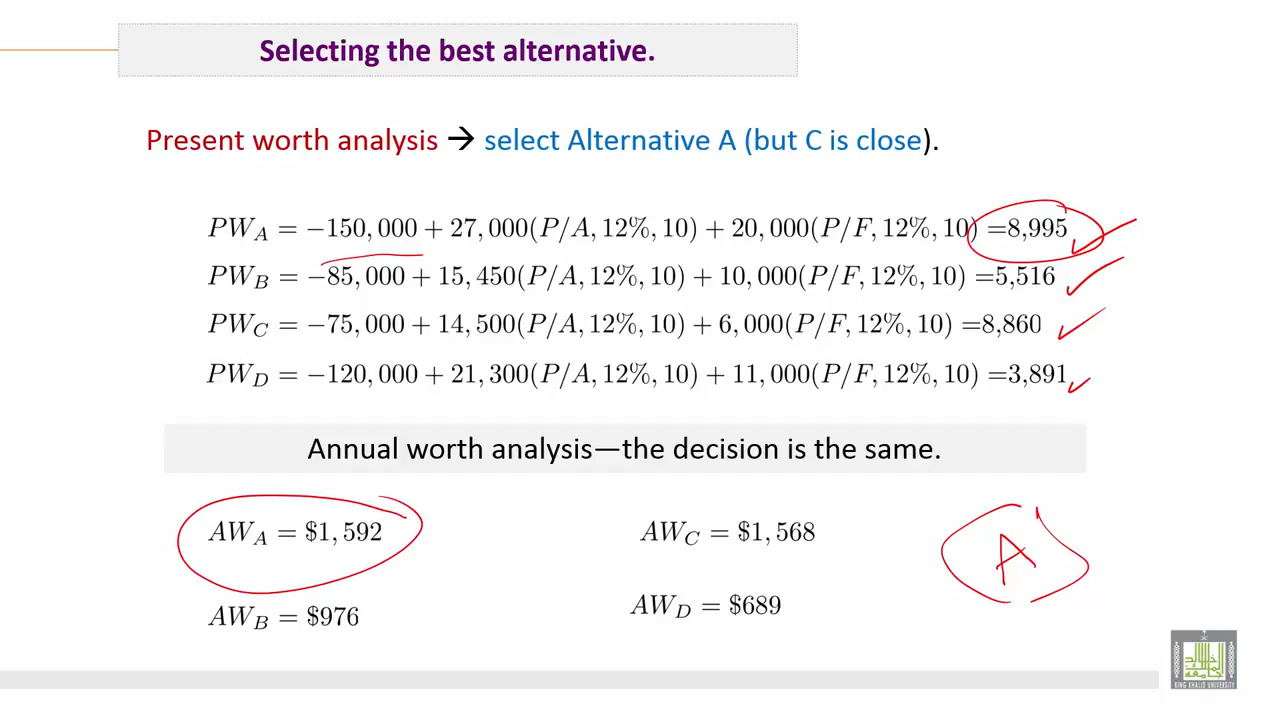 Selecting the best alternative.
Present worth analysis → select Alternative A (but C is close).
PW_A = −150,000 + 27,000(P/A, 12%, 10) + 20,000(P/F, 12%, 10) =8,995
PW_B = −85,000 + 15,450(P/A, 12%, 10) + 10,000(P/F, 12%, 10) =5,516
PW_C = −75,000 + 14,500(P/A, 12%, 10) + 6,000(P/F, 12%, 10) =8,860
PW_D = −120,000 + 21,300(P/A, 12%, 10) + 11,000(P/F, 12%, 10) =3,891
Annual worth analysis—the decision is the same.
AW_A = $1,592
AW_C = $1,568
A
AW_B = $976
AW_D = $689
KING KHALID UNIVERSITY